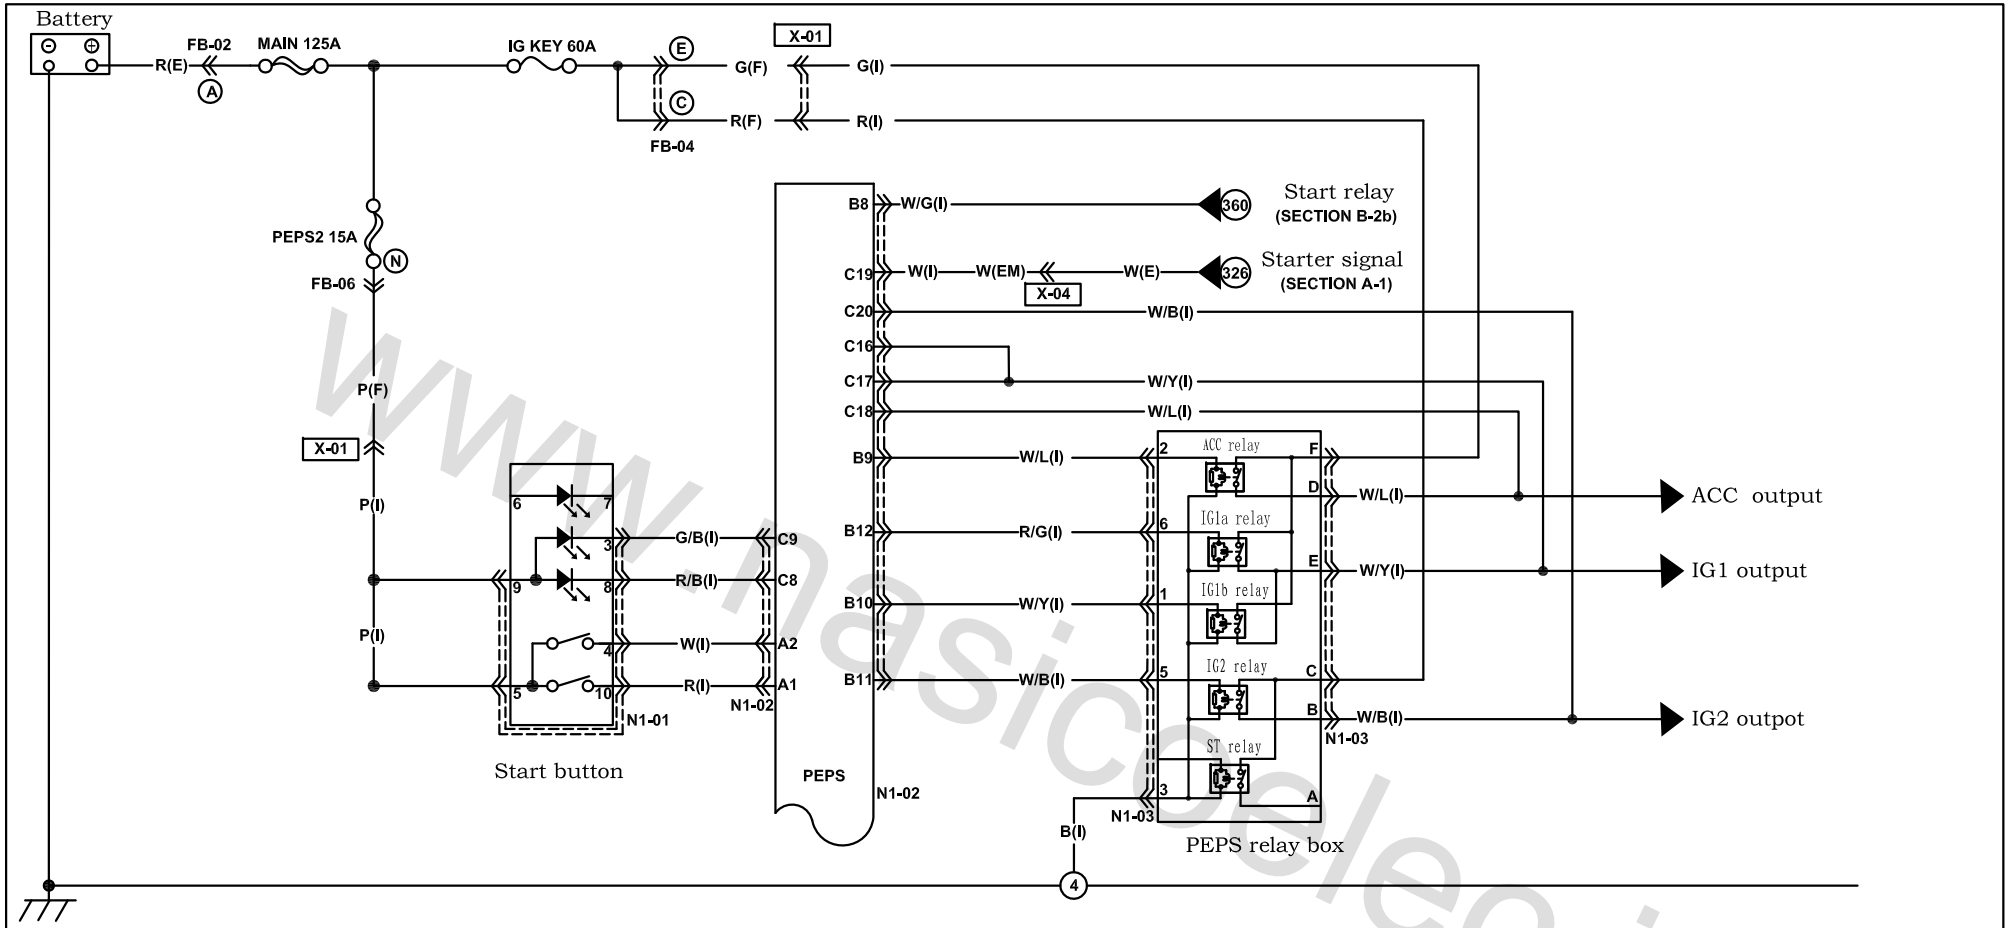 Battery
FB-02
MAIN 125A
IG KEY 60A
E
X-01
R(E)
G(F)
G(I)
A
C
R(F)
R(I)
FB-04
B8
W/G(I)
360
Start relay
(SECTION B-2b)
PEPS2 15A
N
FB-06
C19
W(I)
W(EM)
W(E)
326
Starter signal
(SECTION A-1)
X-04
C20
W/B(I)
C16
C17
W/Y(I)
C18
W/L(I)
P(F)
X-01
P(I)
B9
W/L(I)
2
ACC relay
F
D
W/L(I)
ACC output
6
7
3
G/B(I)
C9
B12
R/G(I)
6
IG1a relay
E
W/Y(I)
IG1 output
9
8
R/B(I)
C8
B10
W/Y(I)
1
IG1b relay
P(I)
4
W(I)
A2
5
10
R(I)
A1
B11
W/B(I)
5
IG2 relay
C
B
W/B(I)
IG2 outpot
N1-01
N1-02
N1-03
ST relay
Start button
PEPS
N1-02
3
A
N1-03
B(I)
PEPS relay box
4
www.nasicoelec.i